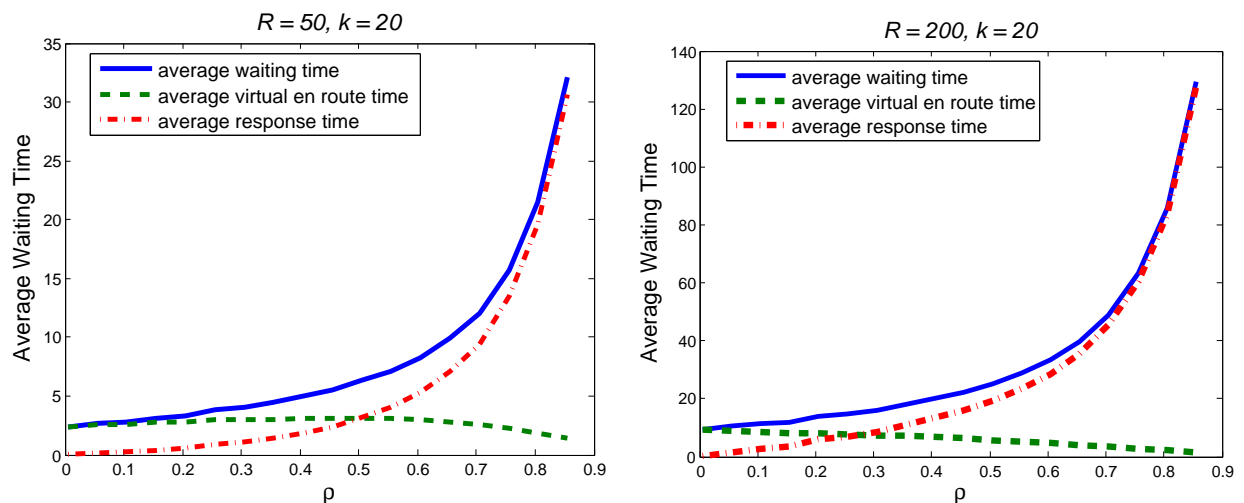 R = 50, k = 20
35
30
25
20
15
10
5
0
Average Waiting Time
average waiting time
average virtual en route time
average response time
0 0.1 0.2 0.3 0.4 0.5 0.6 0.7 0.8 0.9
ρ
R = 200, k = 20
140
120
100
80
60
40
20
0
Average Waiting Time
average waiting time
average virtual en route time
average response time
0 0.1 0.2 0.3 0.4 0.5 0.6 0.7 0.8 0.9
ρ